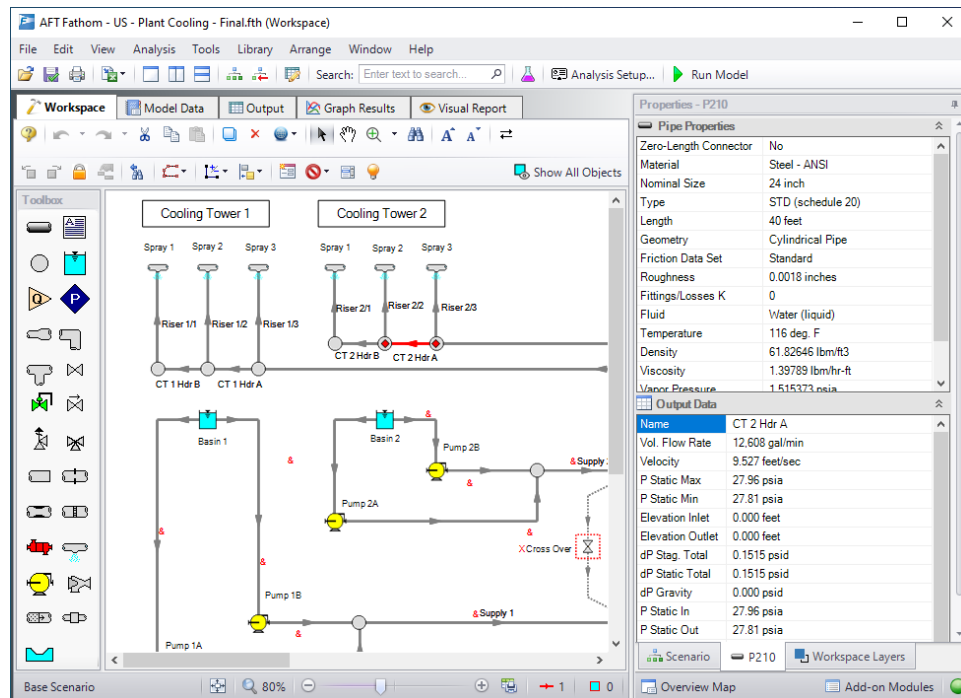 AFT Fathom - US - Plant Cooling - Final.fth (Workspace)
File Edit View Analysis Tools Library Arrange Window Help
Search: Enter text to search... Analysis Setup... Run Model
Workspace Model Data Output Graph Results Visual Report
Show All Objects
Toolbox
Cooling Tower 1 Cooling Tower 2
Spray 1 Spray 2 Spray 3 Spray 1 Spray 2 Spray 3
Riser 2/1 Riser 2/2 Riser 2/3
Riser 1/1 Riser 1/2 Riser 1/3
CT 2 Hdr B CT 2 Hdr A
CT 1 Hdr B CT 1 Hdr A
&
Basin 1 Basin 2
Pump 2B
& & Supply 2
&
Pump 2A
& &
X Cross Over
&
Pump 1B
& Supply 1
&
Pump 1A
Properties - P210
Pipe Properties
Zero-Length Connector No
Material Steel - ANSI
Nominal Size 24 inch
Type STD (schedule 20)
Length 40 feet
Geometry Cylindrical Pipe
Friction Data Set Standard
Roughness 0.0018 inches
Fittings/Losses K 0
Fluid Water (liquid)
Temperature 116 deg. F
Density 61.82646 lbm/ft3
Viscosity 1.39789 lbm/hr-ft
Vapor Pressure 1.515373 psia
Output Data
Name CT 2 Hdr A
Vol. Flow Rate 12,608 gal/min
Velocity 9.527 feet/sec
P Static Max 27.96 psia
P Static Min 27.81 psia
Elevation Inlet 0.000 feet
Elevation Outlet 0.000 feet
dP Stag. Total 0.1515 psid
dP Static Total 0.1515 psid
dP Gravity 0.000 psid
P Static In 27.96 psia
P Static Out 27.81 psia
Scenario P210 Workspace Layers
Base Scenario 80% 1 0 Overview Map Add-on Modules